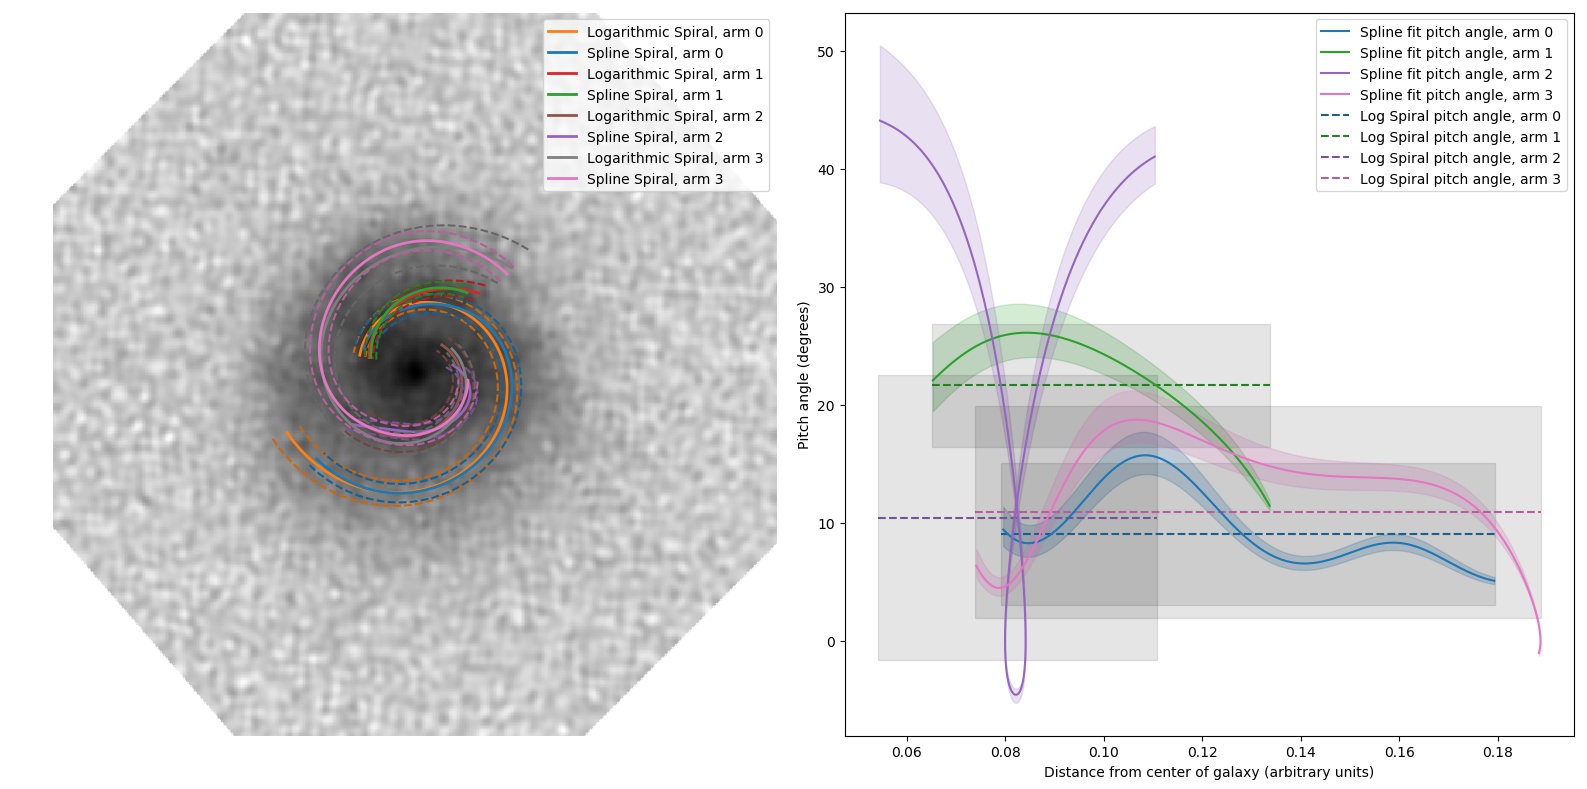 Logarithmic Spiral, arm 0
Spline Spiral, arm 0
Logarithmic Spiral, arm 1
Spline Spiral, arm 1
Logarithmic Spiral, arm 2
Spline Spiral, arm 2
Logarithmic Spiral, arm 3
Spline Spiral, arm 3
Pitch angle (degrees)
50
40
30
20
10
0
Spline fit pitch angle, arm 0
Spline fit pitch angle, arm 1
Spline fit pitch angle, arm 2
Spline fit pitch angle, arm 3
Log Spiral pitch angle, arm 0
Log Spiral pitch angle, arm 1
Log Spiral pitch angle, arm 2
Log Spiral pitch angle, arm 3
0.06 0.08 0.10 0.12 0.14 0.16 0.18
Distance from center of galaxy (arbitrary units)